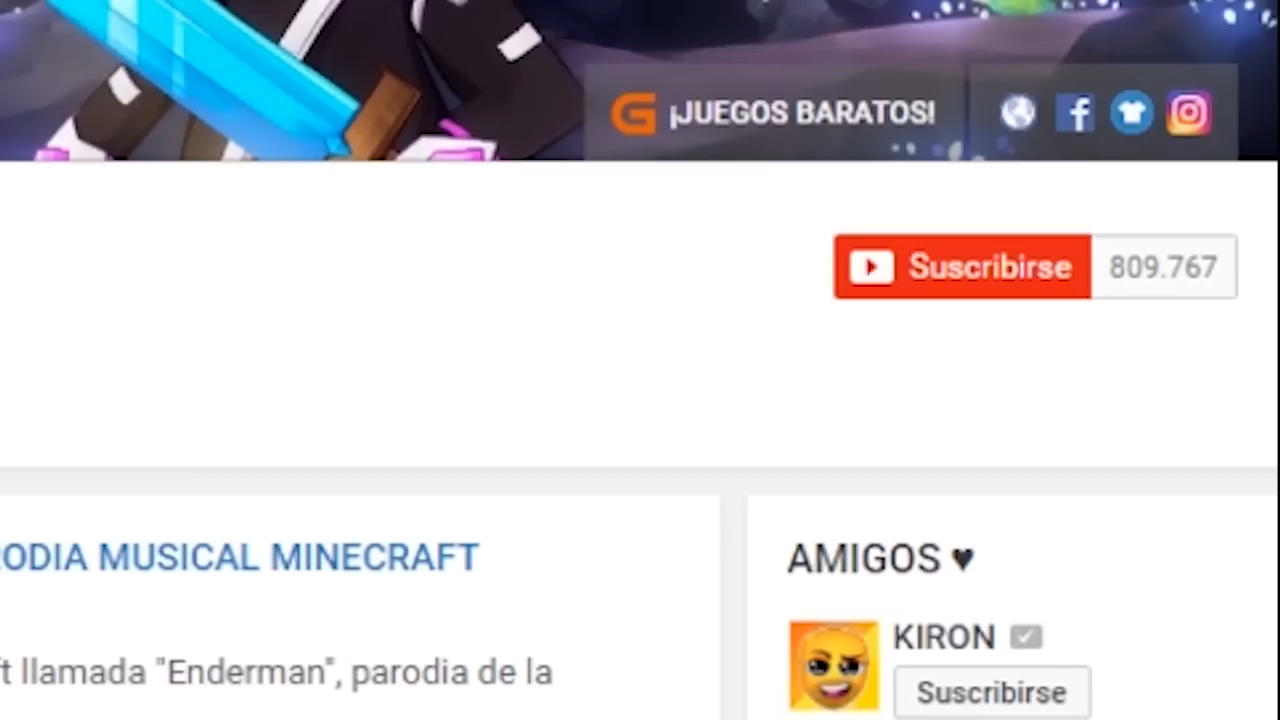 ¡JUEGOS BARATOS!
Suscribirse 809.767
ODIA MUSICAL MINECRAFT
AMIGOS ♥
KIRON
llamada "Enderman", parodia de la
Suscribirse